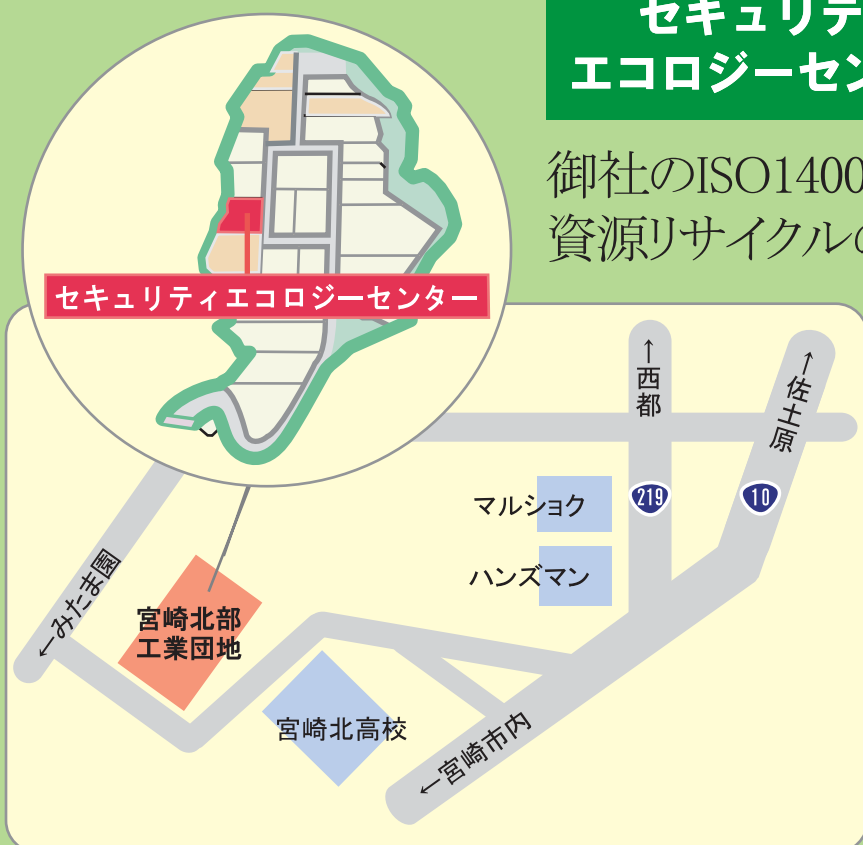 セキュリテ
エコロジーセン
御社のISO1400
資源リサイクルの
セキュリティエコロジーセンター
↑西都
↑佐土原
219
10
マルショク
ハンズマン
←みたま園
宮崎北部
工業団地
宮崎北高校
←宮崎市内